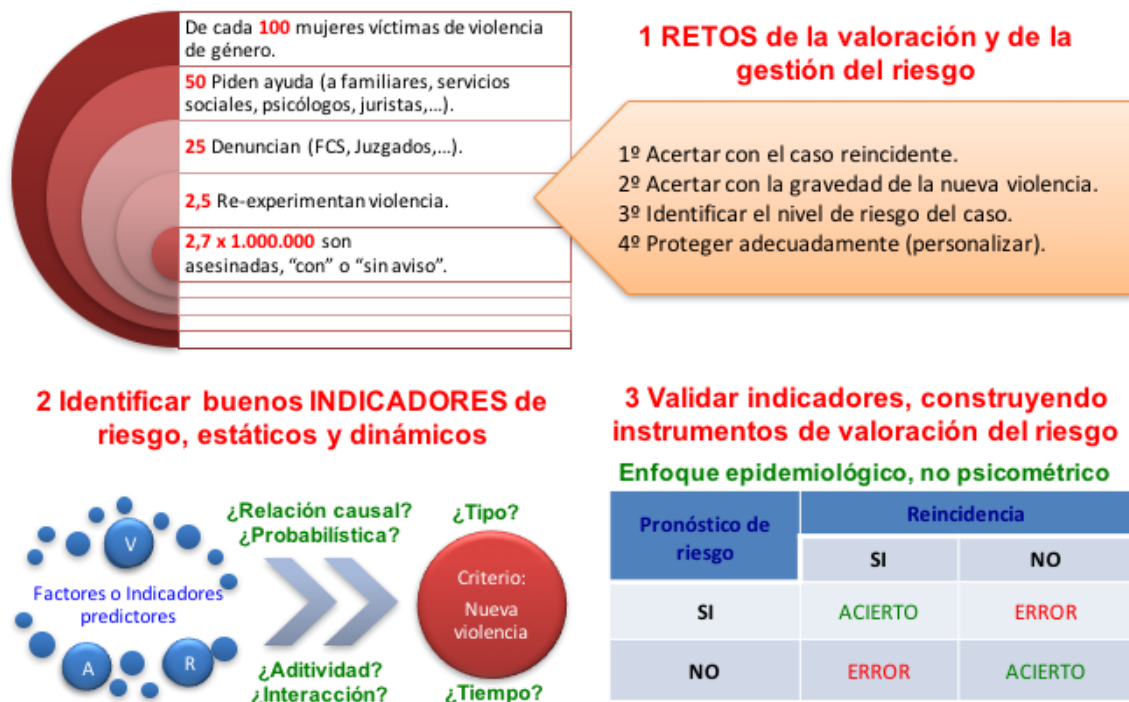 De cada 100 mujeres víctimas de violencia
de género.
50 Piden ayuda (a familiares, servicios
sociales, psicólogos, juristas,...).
25 Denuncian (FCS, Juzgados,...).
2,5 Re-experimentan violencia.
2,7 x 1.000.000 son
asesinadas, “con” o “sin aviso”.
1 RETOS de la valoración y de la
gestión del riesgo
1º Acertar con el caso reincidente.
2º Acertar con la gravedad de la nueva violencia.
3º Identificar el nivel de riesgo del caso.
4º Proteger adecuadamente (personalizar).
2 Identificar buenos INDICADORES de
riesgo, estáticos y dinámicos
V
Factores o Indicadores
predictores
A
R
¿Relación causal?
¿Probabilística?
¿Aditividad?
¿Interacción?
¿Tipo?
Criterio:
Nueva
violencia
¿Tiempo?
3 Validar indicadores, construyendo
instrumentos de valoración del riesgo
Enfoque epidemiológico, no psicométrico
Pronóstico de
riesgo
Reincidencia
SI NO
SI ACIERTO ERROR
NO ERROR ACIERTO